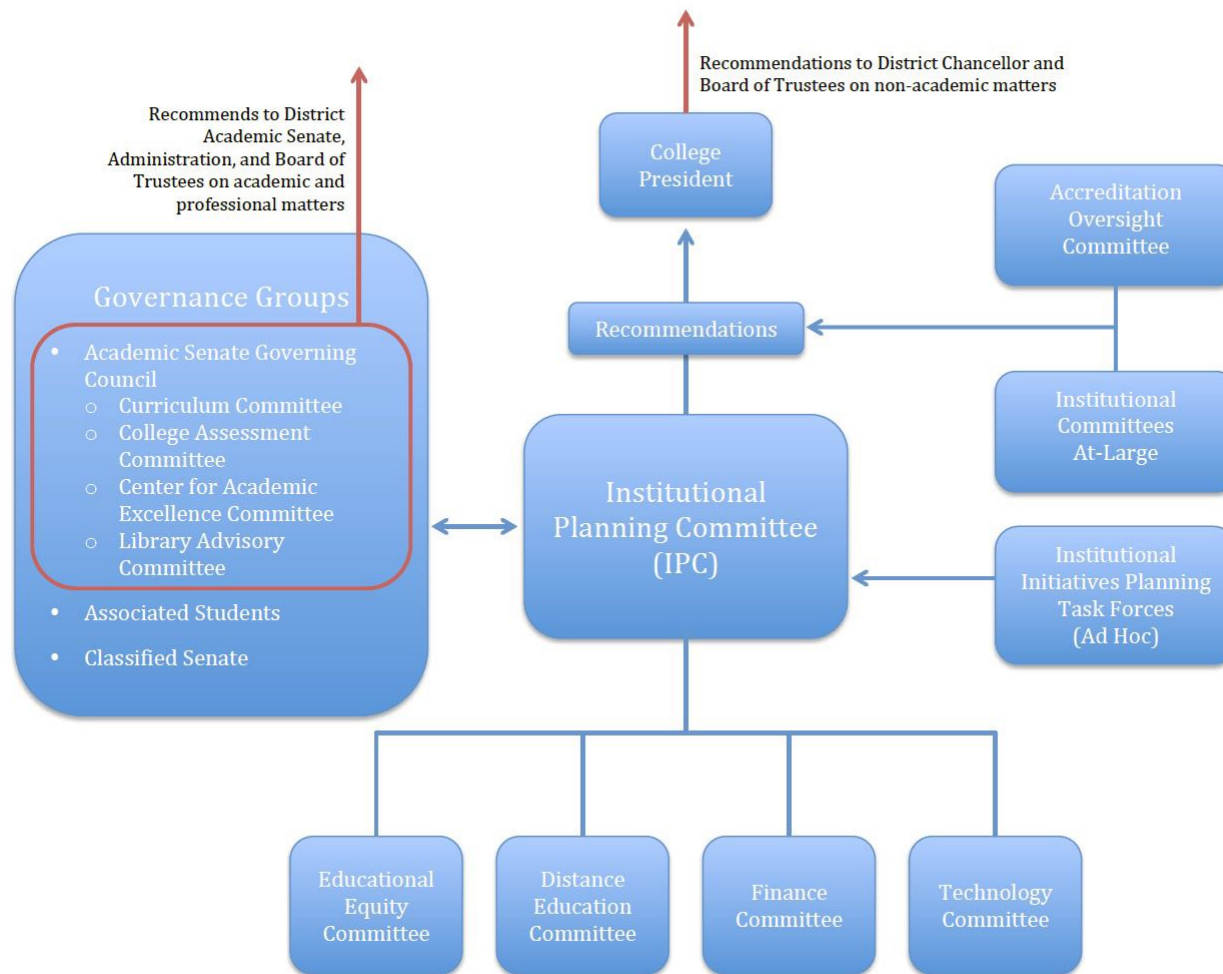 Recommendations to District Chancellor and
Board of Trustees on non-academic matters
Recommends to District
Academic Senate,
Administration, and Board of
Trustees on academic and
professional matters
College
President
Accreditation
Oversight
Committee
Governance Groups
• Academic Senate Governing
Council
o Curriculum Committee
o College Assessment
Committee
o Center for Academic
Excellence Committee
o Library Advisory
Committee
• Associated Students
• Classified Senate
Recommendations
Institutional
Committees
At-Large
Institutional
Planning Committee
(IPC)
Institutional
Initiatives Planning
Task Forces
(Ad Hoc)
Educational
Equity
Committee
Distance
Education
Committee
Finance
Committee
Technology
Committee